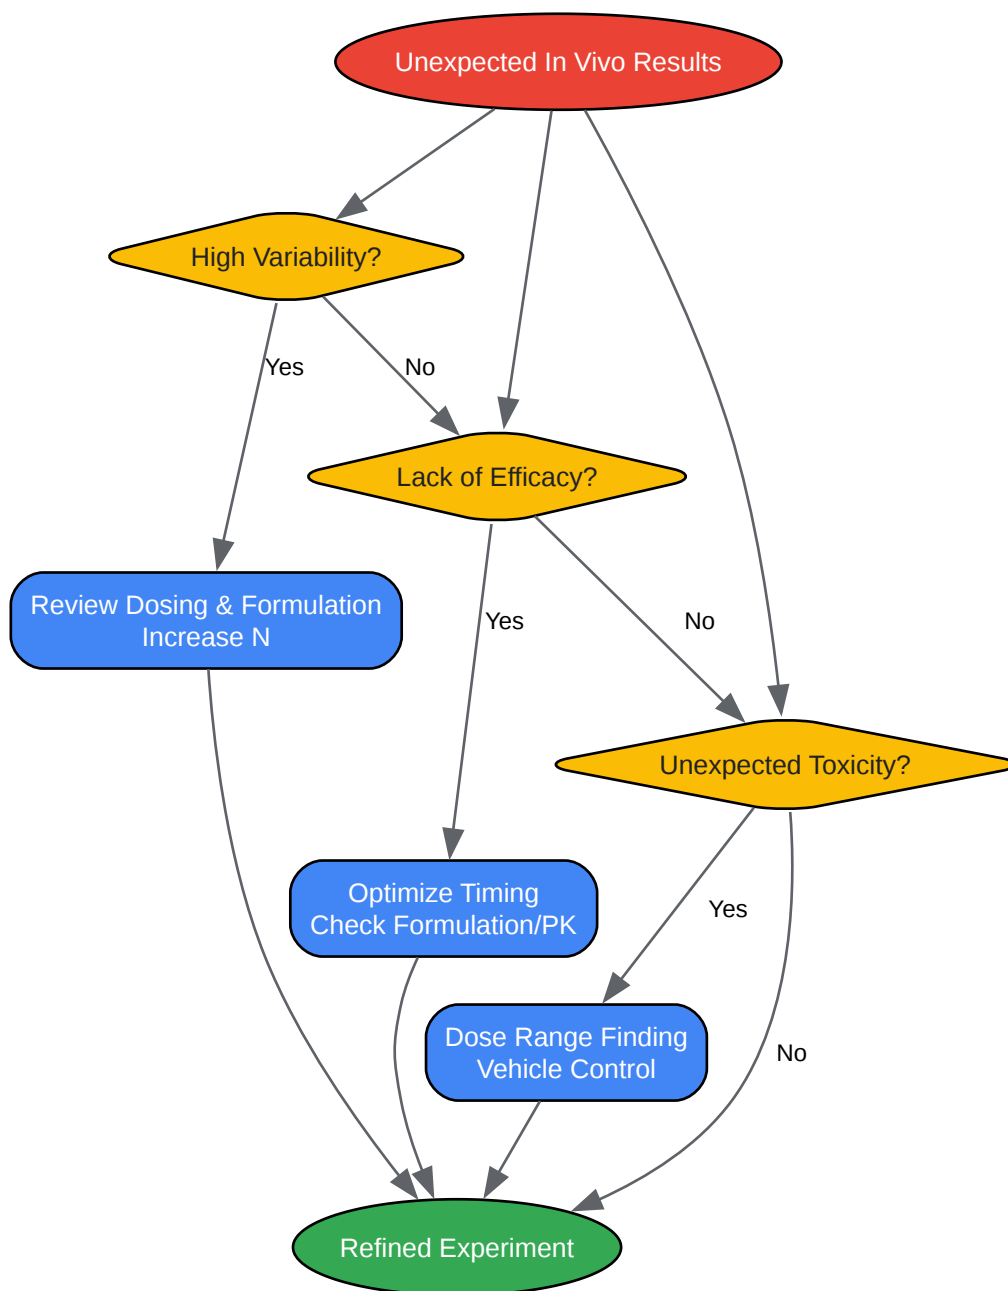 Unexpected In Vivo Results
High Variability?
Yes
No
Lack of Efficacy?
Review Dosing & Formulation
Increase N
Yes
No
Unexpected Toxicity?
Optimize Timing
Check Formulation/PK
Yes
Dose Range Finding
Vehicle Control
No
Refined Experiment